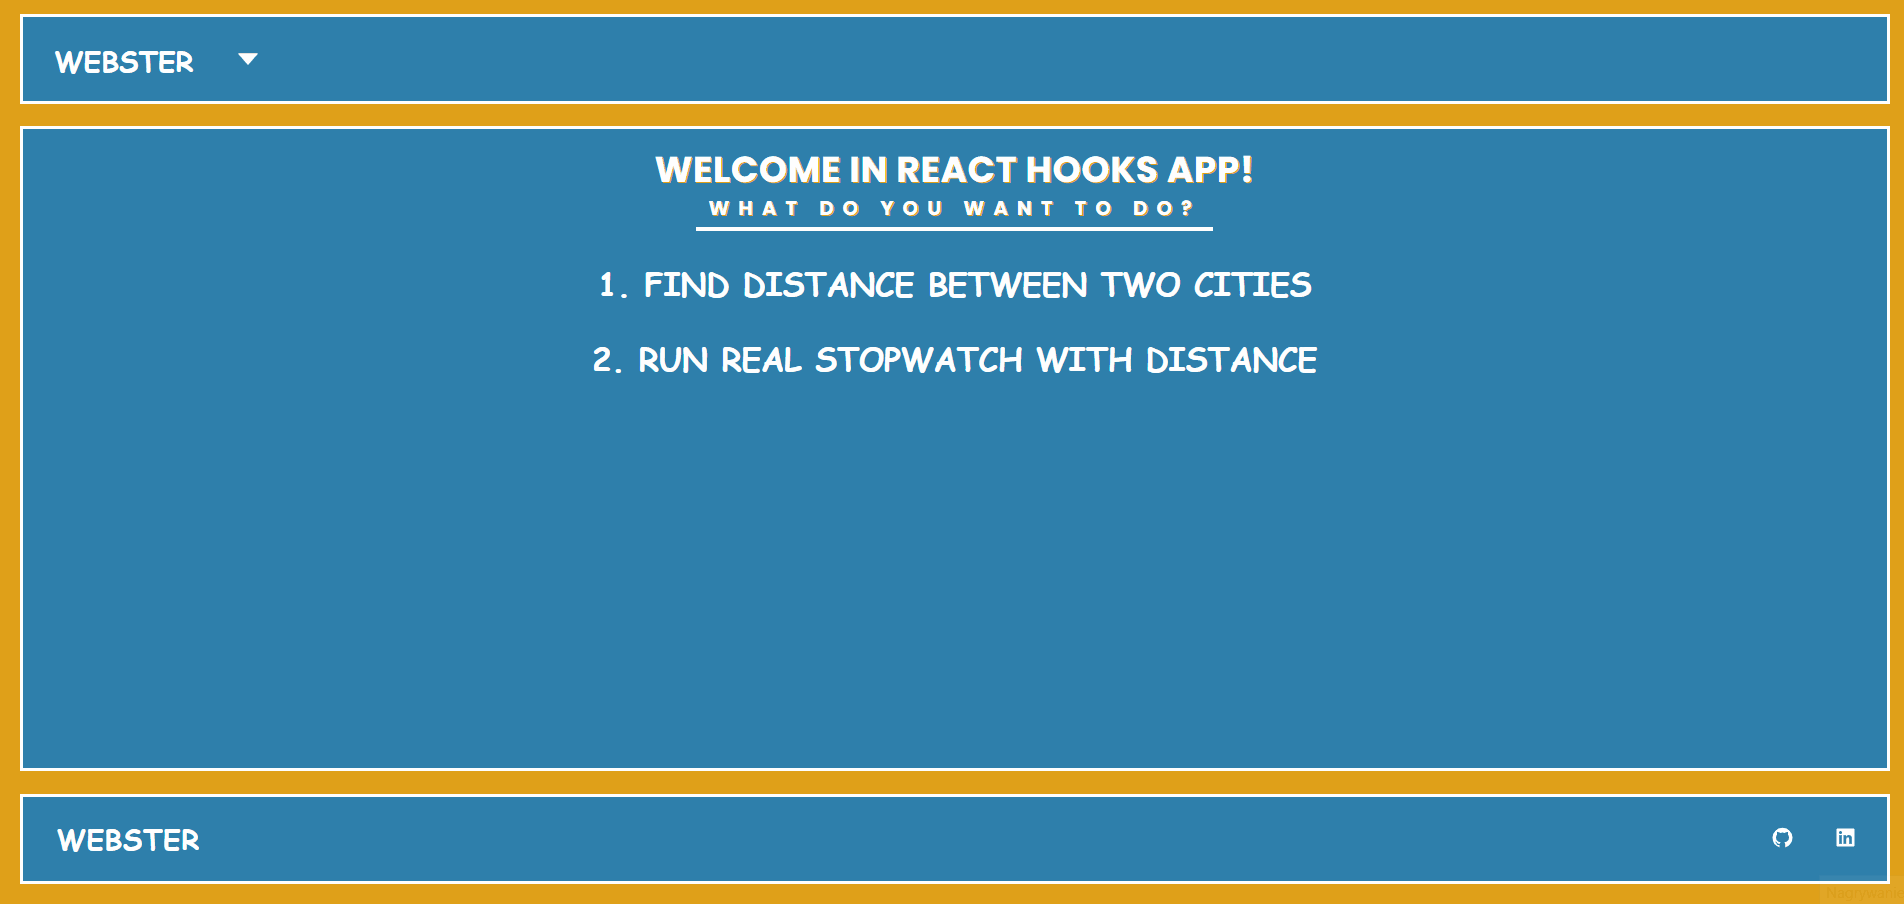 WEBSTER
WELCOME IN REACT HOOKS APP!
WHAT DO YOU WANT TO DO?
1. FIND DISTANCE BETWEEN TWO CITIES
2. RUN REAL STOPWATCH WITH DISTANCE
WEBSTER
in